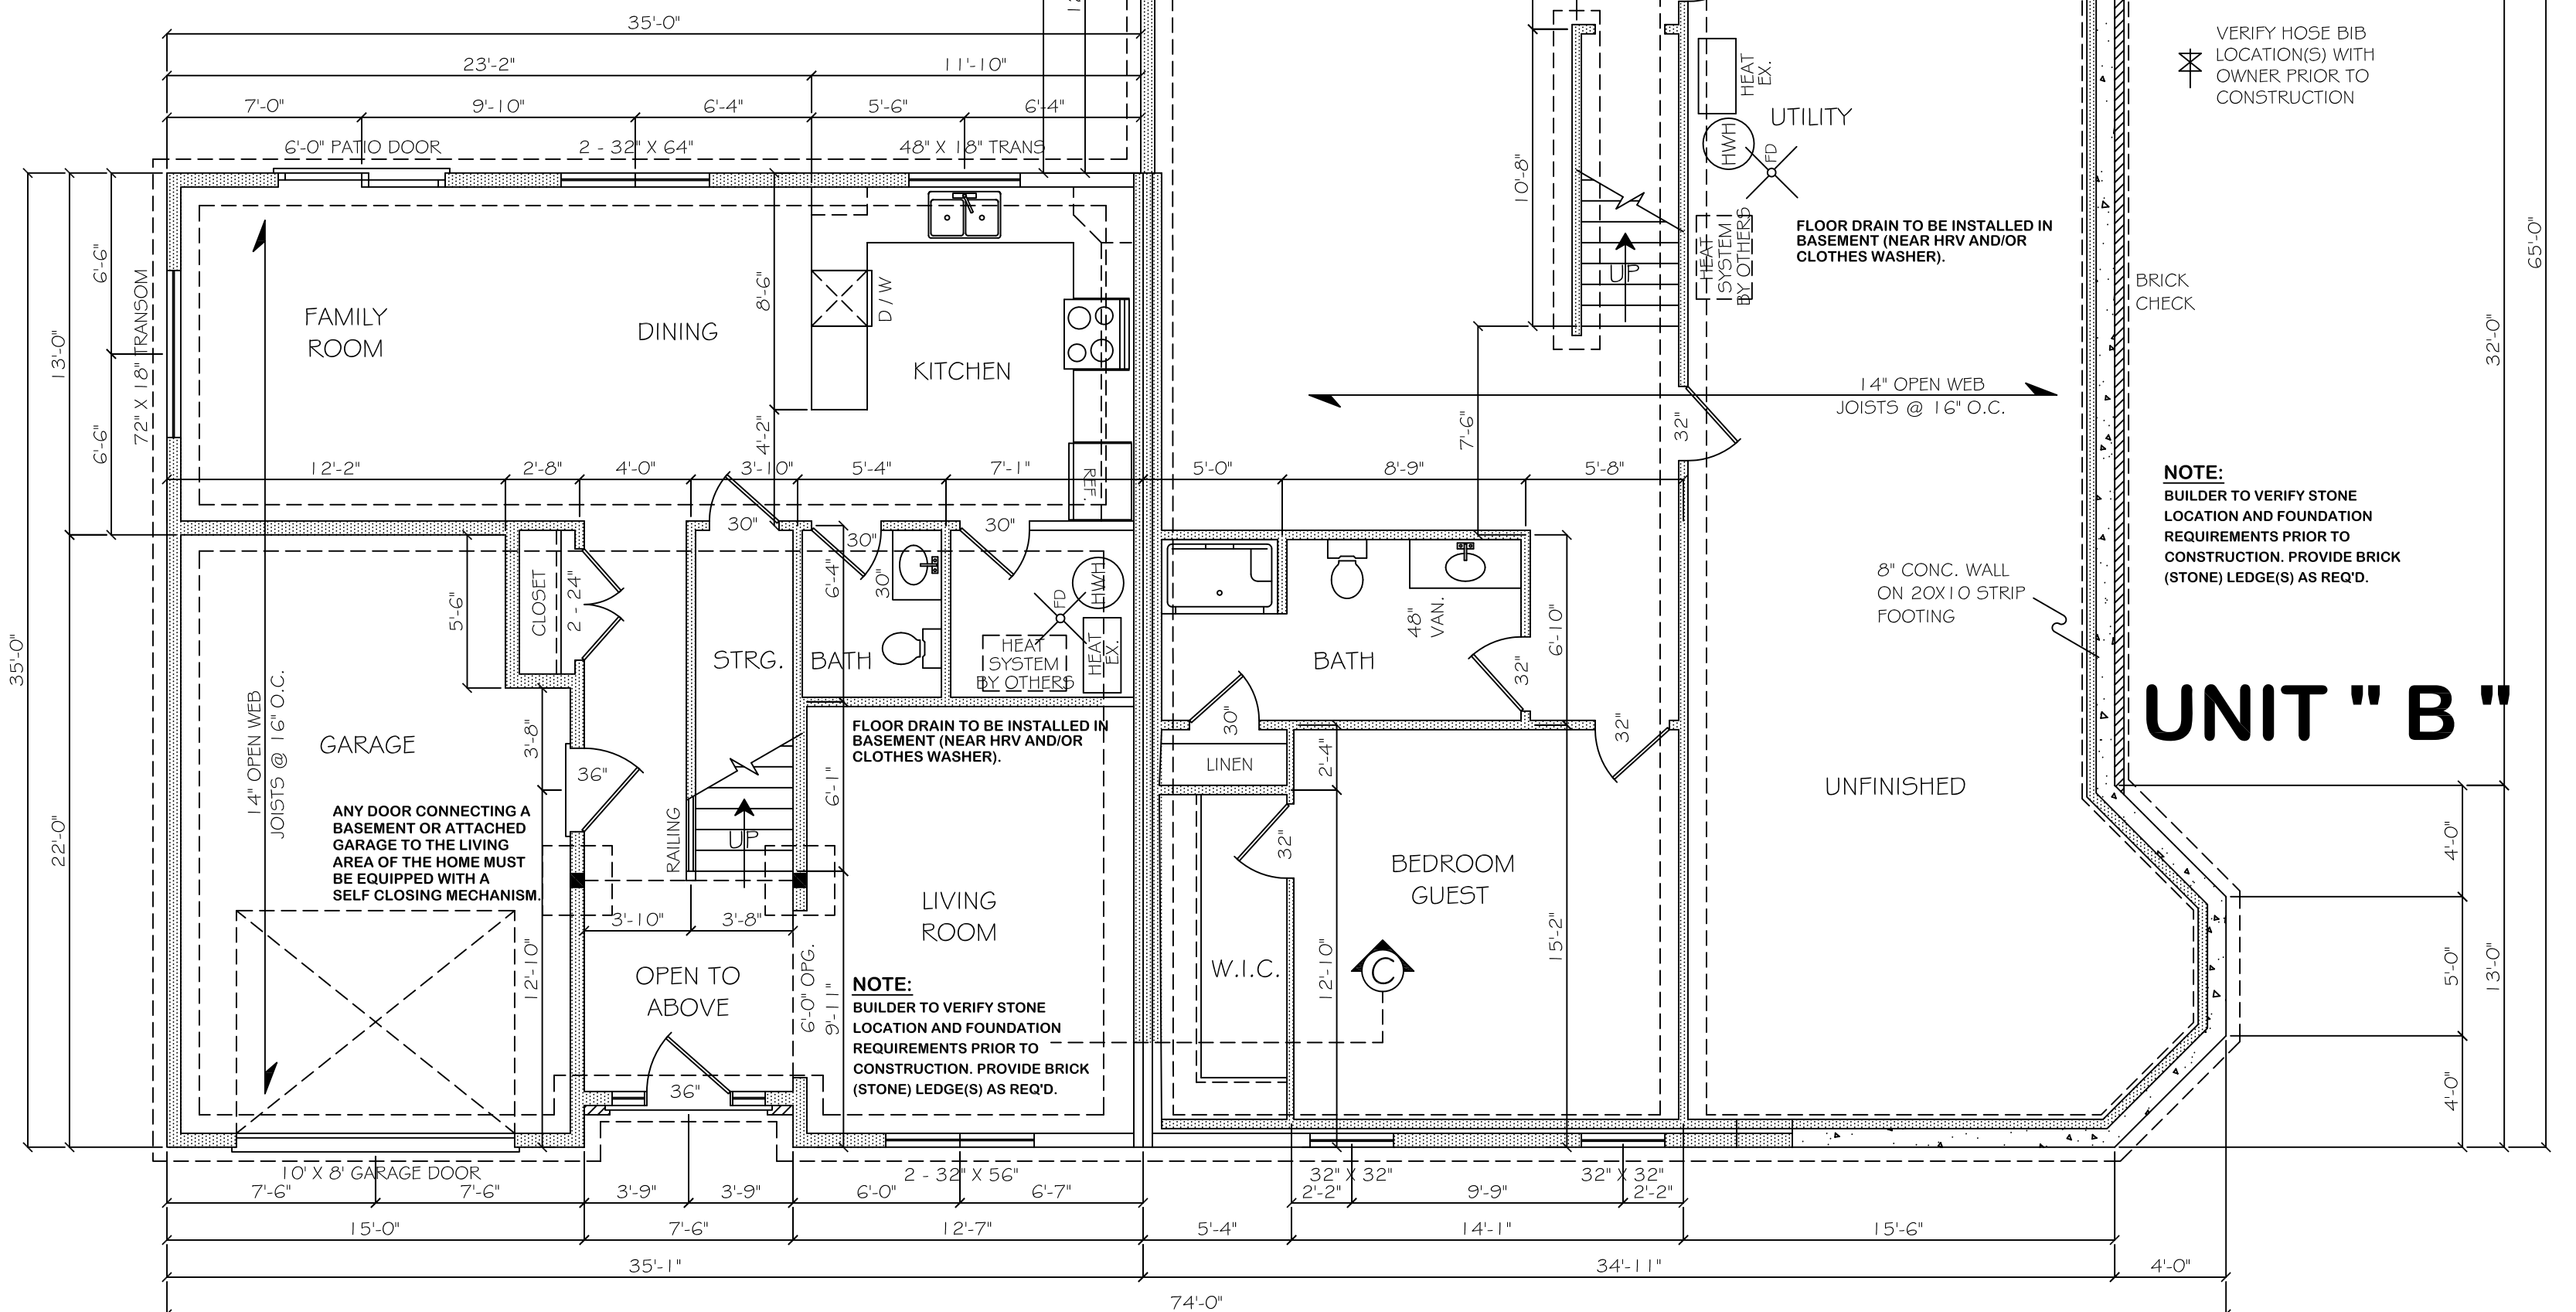 35'-0"
23'-2"
11'-10"
7'-0"
9'-10"
6'-4"
5'-6"
6'-4"
6'-0" PATIO DOOR
2 - 32" X 64"
48" X 18" TRANS
VERIFY HOSE BIB
LOCATION(S) WITH
OWNER PRIOR TO
CONSTRUCTION
HEAT
EX.
UTILITY
HWH
FD
10'-8"
UP
HEAT
SYSTEM
BY OTHERS
FLOOR DRAIN TO BE INSTALLED IN
BASEMENT (NEAR HRV AND/OR
CLOTHES WASHER).
65'-0"
32'-0"
BRICK
CHECK
6'-6"
13'-0"
6'-6"
72" X 18" TRANSOM
FAMILY
ROOM
DINING
8'-6"
D / W
KITCHEN
4'-2"
REF.
14" OPEN WEB
JOISTS @ 16" O.C.
7'-6"
32"
12'-2"
2'-8"
4'-0"
3'-10"
5'-4"
7'-1"
5'-0"
8'-9"
5'-8"
NOTE:
BUILDER TO VERIFY STONE
LOCATION AND FOUNDATION
REQUIREMENTS PRIOR TO
CONSTRUCTION. PROVIDE BRICK
(STONE) LEDGE(S) AS REQ'D.
30"
30"
30"
30"
6'-4"
5'-6"
CLOSET
2 - 24"
STRG.
BATH
FD
HWH
HEAT
SYSTEM
BY OTHERS
HEAT
EX.
48"
VAN.
BATH
32"
6'-10"
8" CONC. WALL
ON 20X10 STRIP
FOOTING
35'-0"
22'-0"
14" OPEN WEB
JOISTS @ 16" O.C.
GARAGE
3'-8"
36"
FLOOR DRAIN TO BE INSTALLED IN
BASEMENT (NEAR HRV AND/OR
CLOTHES WASHER).
30"
LINEN
2'-4"
32"
UNIT " B "
UNFINISHED
ANY DOOR CONNECTING A
BASEMENT OR ATTACHED
GARAGE TO THE LIVING
AREA OF THE HOME MUST
BE EQUIPPED WITH A
SELF CLOSING MECHANISM.
RAILING
UP
6'-1"
32"
BEDROOM
GUEST
4'-0"
5'-0"
4'-0"
13'-0"
3'-10"
3'-8"
LIVING
ROOM
12'-10"
OPEN TO
ABOVE
6'-0" OPG.
9'-11"
W.I.C.
12'-10"
C
15'-2"
NOTE:
BUILDER TO VERIFY STONE
LOCATION AND FOUNDATION
REQUIREMENTS PRIOR TO
CONSTRUCTION. PROVIDE BRICK
(STONE) LEDGE(S) AS REQ'D.
36"
10' X 8' GARAGE DOOR
2 - 32" X 56"
32" X 32"
32" X 32"
7'-6"
7'-6"
3'-9"
3'-9"
6'-0"
6'-7"
2'-2"
9'-9"
2'-2"
15'-0"
7'-6"
12'-7"
5'-4"
14'-1"
15'-6"
35'-1"
34'-11"
4'-0"
74'-0"